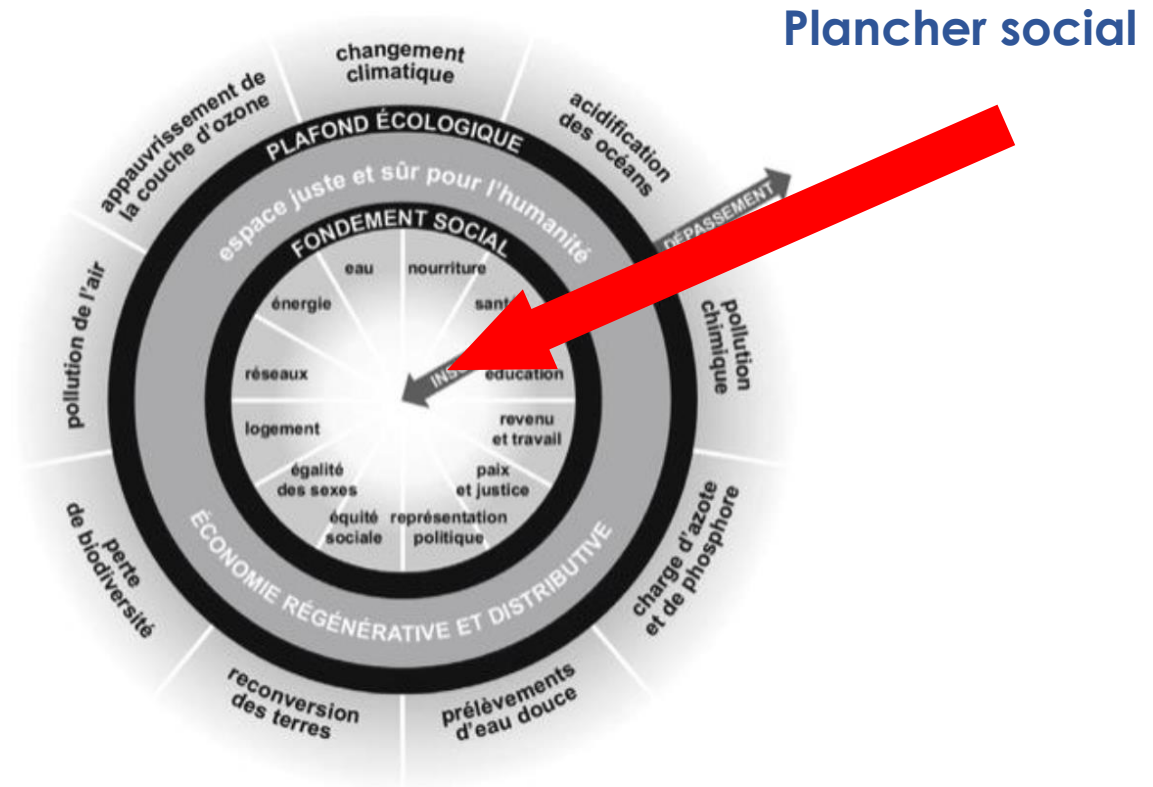 Plancher social
changement
climatique
acidification
des océans
pollution
chimique
charge d'azote
et de phosphore
prélèvements
d'eau douce
reconversion
des terres
perte
de biodiversité
pollution de l'air
appauvrissement de
la couche d'ozone
PLAFOND ÉCOLOGIQUE
espace juste et sûr pour l'humanité
FONDEMENT SOCIAL
DÉPASSEMENT
eau
nourriture
énergie
réseaux
éducation
logement
revenu
et travail
égalité
des sexes
paix
et justice
équité
sociale
représentation
politique
ÉCONOMIE RÉGÉNÉRATIVE ET DISTRIBUTIVE